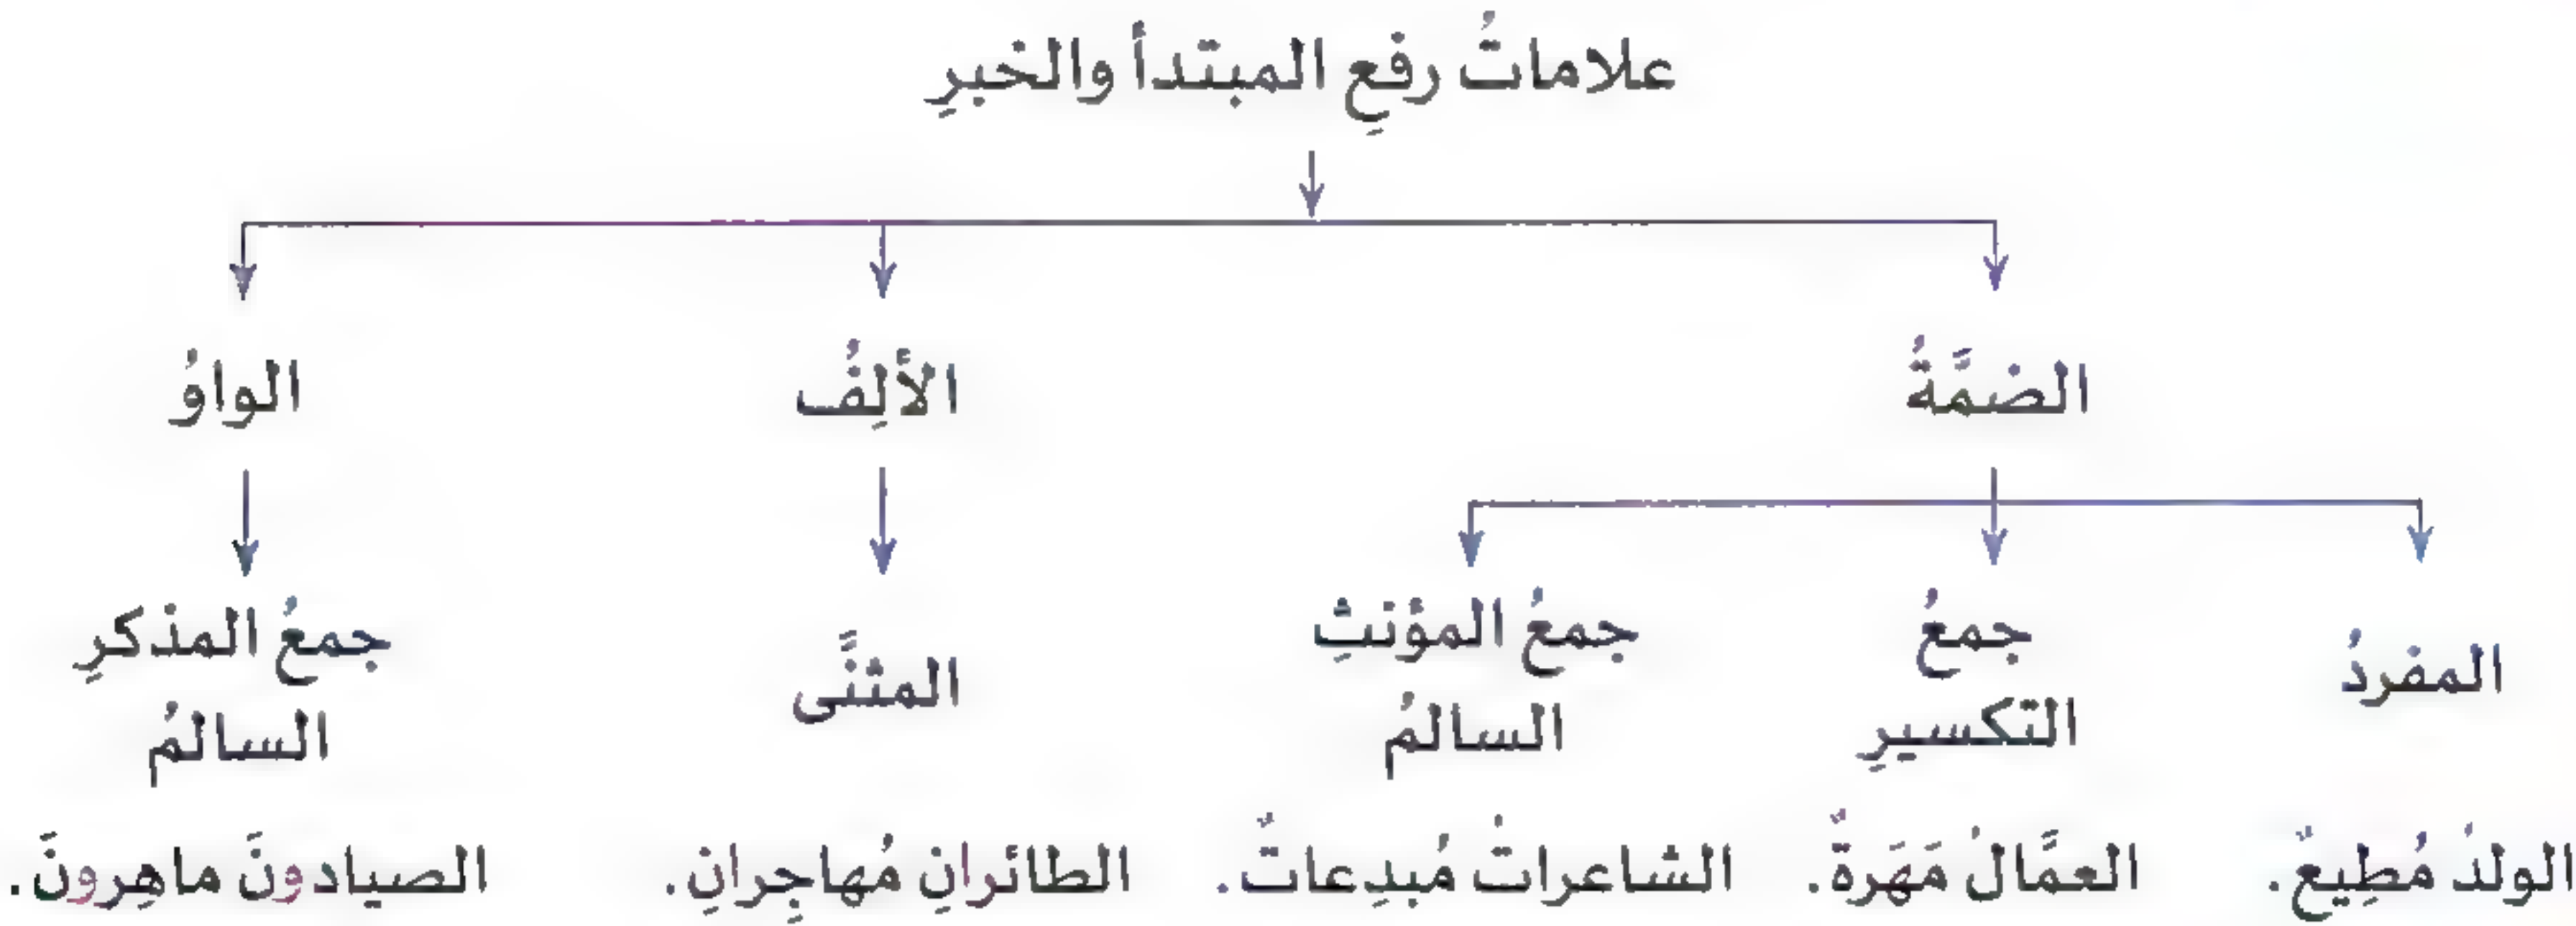 علاماتُ رفعِ المبتدأ والخبرِ
الضمَّةُ
الألِفُ
الواوُ
المفردُ
جمعُ
التكسيرِ
جمعُ المؤنثِ
السالمُ
المثنَّى
جمعُ المذكرِ
السالمُ
الولدُ مُطِيعٌ.
العمَّالُ مَهَرَةٌ.
الشاعراتُ مُبدِعاتٌ.
الطائرانِ مُهاجِرانِ.
الصيادونَ ماهِرونَ.